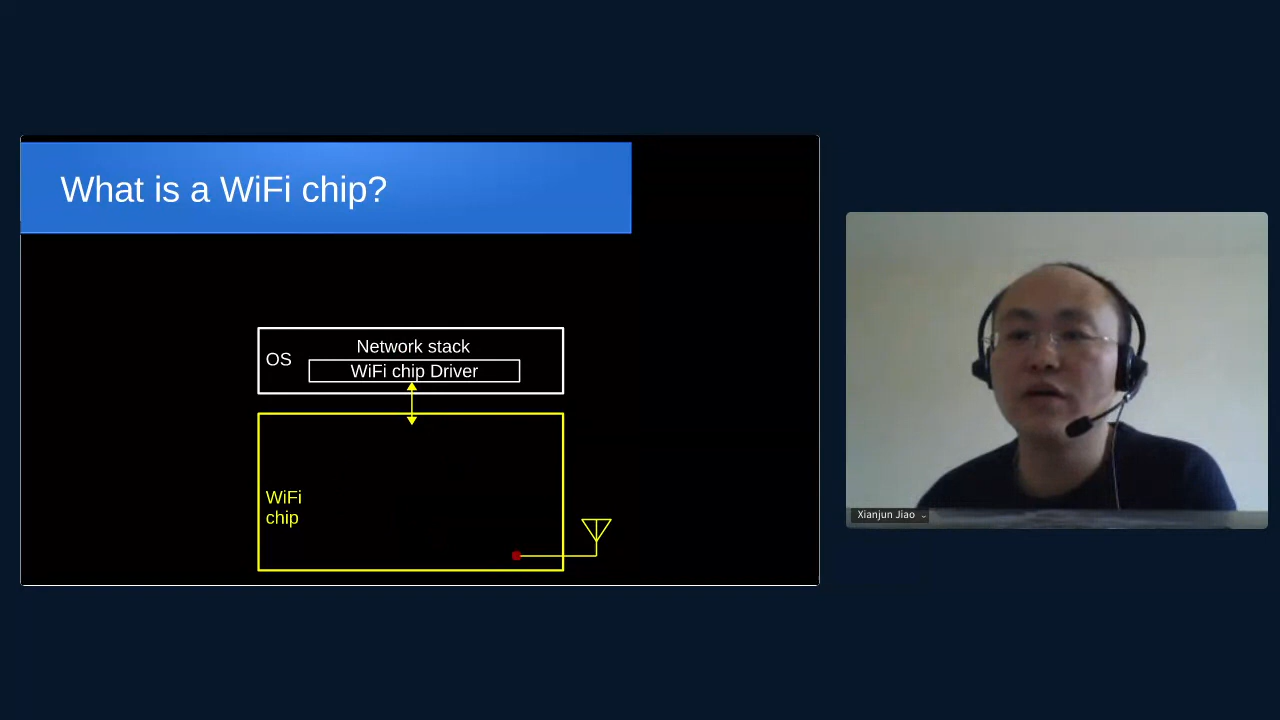 What is a WiFi chip?
Network stack
OS
WiFi chip Driver
WiFi
chip
Xianjun Jiao